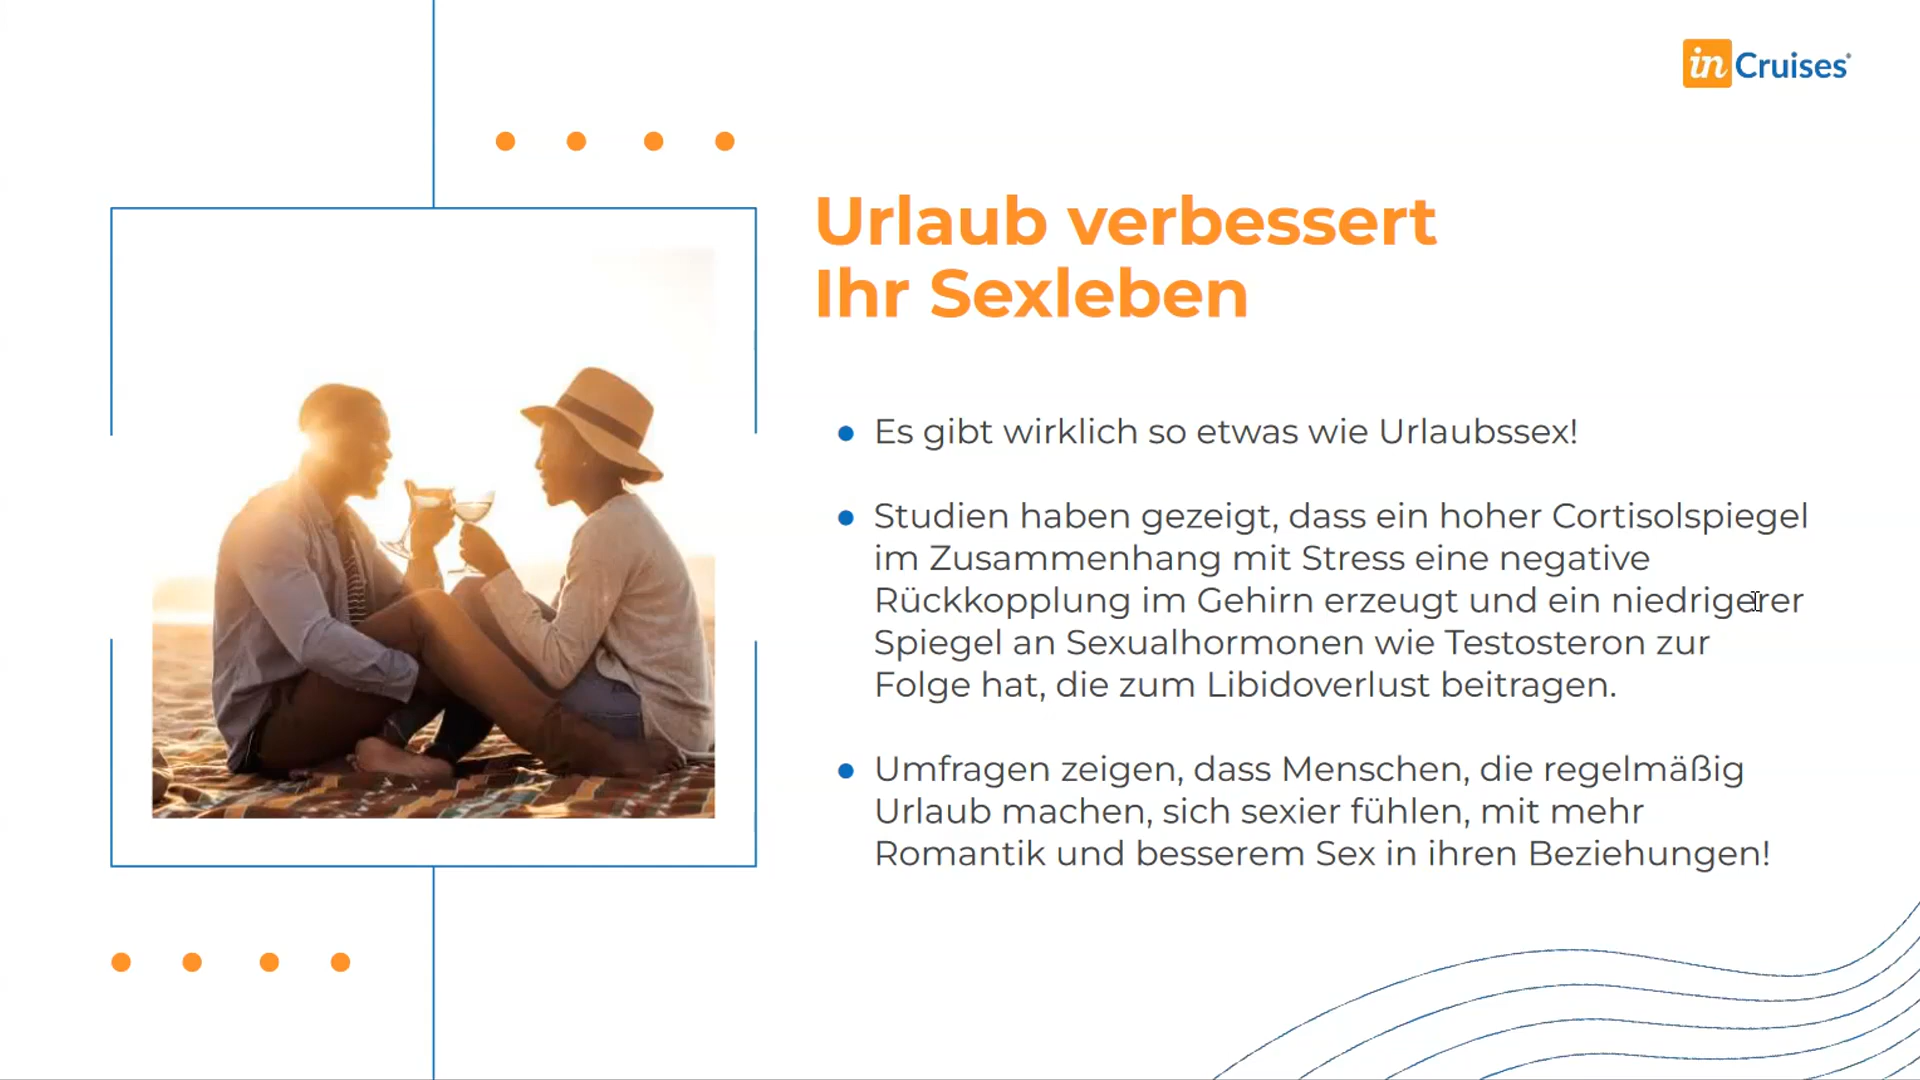 inCruises®
Urlaub verbessert
Ihr Sexleben
Es gibt wirklich so etwas wie Urlaubssex!
Studien haben gezeigt, dass ein hoher Cortisolspiegel
im Zusammenhang mit Stress eine negative
Rückkopplung im Gehirn erzeugt und ein niedrigerer
Spiegel an Sexualhormonen wie Testosteron zur
Folge hat, die zum Libidoverlust beitragen.
Umfragen zeigen, dass Menschen, die regelmäßig
Urlaub machen, sich sexier fühlen, mit mehr
Romantik und besserem Sex in ihren Beziehungen!